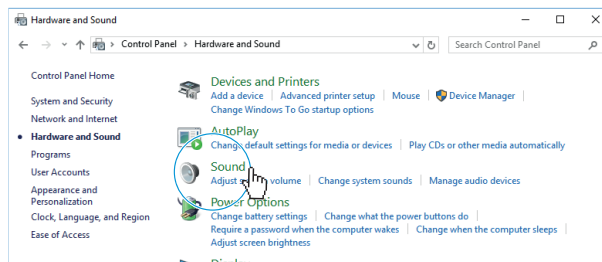 Hardware and Sound
Control Panel > Hardware and Sound
Search Control Panel
Control Panel Home
System and Security
Network and Internet
Hardware and Sound
Programs
User Accounts
Appearance and
Personalization
Clock, Language, and Region
Ease of Access
Devices and Printers
Add a device | Advanced printer setup | Mouse | Device Manager |
Change Windows To Go startup options
AutoPlay
Change default settings for media or devices | Play CDs or other media automatically
Sound
Adjust volume | Change system sounds | Manage audio devices
Power Options
Change battery settings | Change what the power buttons do |
Require a password when the computer wakes | Change when the computer sleeps |
Adjust screen brightness